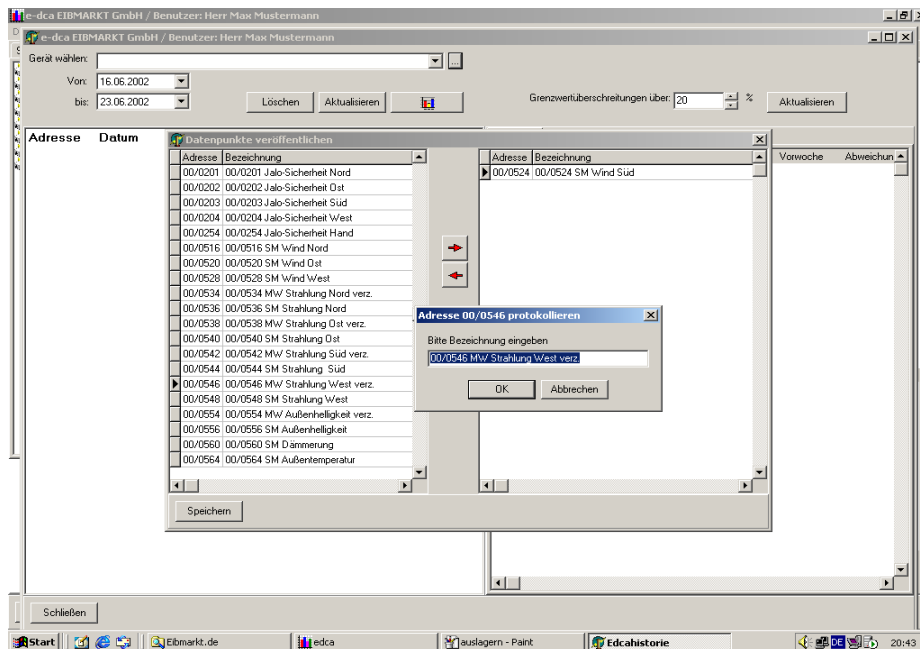 e-dca EIBMARKT GmbH / Benutzer: Herr Max Mustermann
e-dca EIBMARKT GmbH / Benutzer: Herr Max Mustermann
Gerät wählen:
...
Von: 16.06.2002
bis: 23.06.2002
Löschen
Aktualisieren
Grenzwertüberschreitungen über: 20 %
Aktualisieren
Adresse Datum
Vorwoche Abweichun
Datenpunkte veröffentlichen
Adresse Bezeichnung
00/0201 00/0201 Jalo-Sicherheit Nord
00/0202 00/0202 Jalo-Sicherheit Ost
00/0203 00/0203 Jalo-Sicherheit Süd
00/0204 00/0204 Jalo-Sicherheit West
00/0254 00/0254 Jalo-Sicherheit Hand
00/0516 00/0516 SM Wind Nord
00/0520 00/0520 SM Wind Ost
00/0528 00/0528 SM Wind West
00/0534 00/0534 MW Strahlung Nord verz.
00/0536 00/0536 SM Strahlung Nord
00/0538 00/0538 MW Strahlung Ost verz.
00/0540 00/0540 SM Strahlung Ost
00/0542 00/0542 MW Strahlung Süd verz.
00/0544 00/0544 SM Strahlung Süd
00/0546 00/0546 MW Strahlung West verz.
00/0548 00/0548 SM Strahlung West
00/0554 00/0554 MW Außenhelligkeit verz.
00/0556 00/0556 SM Außenhelligkeit
00/0560 00/0560 SM Dämmerung
00/0564 00/0564 SM Außentemperatur
Adresse Bezeichnung
00/0524 00/0524 SM Wind Süd
Adresse 00/0546 protokollieren
Bitte Bezeichnung eingeben
00/0546 MW Strahlung West verz.
OK
Abbrechen
Speichern
Schließen
Start
Eibmarkt.de
edca
auslagern - Paint
Edcahistorie
DE
20:43